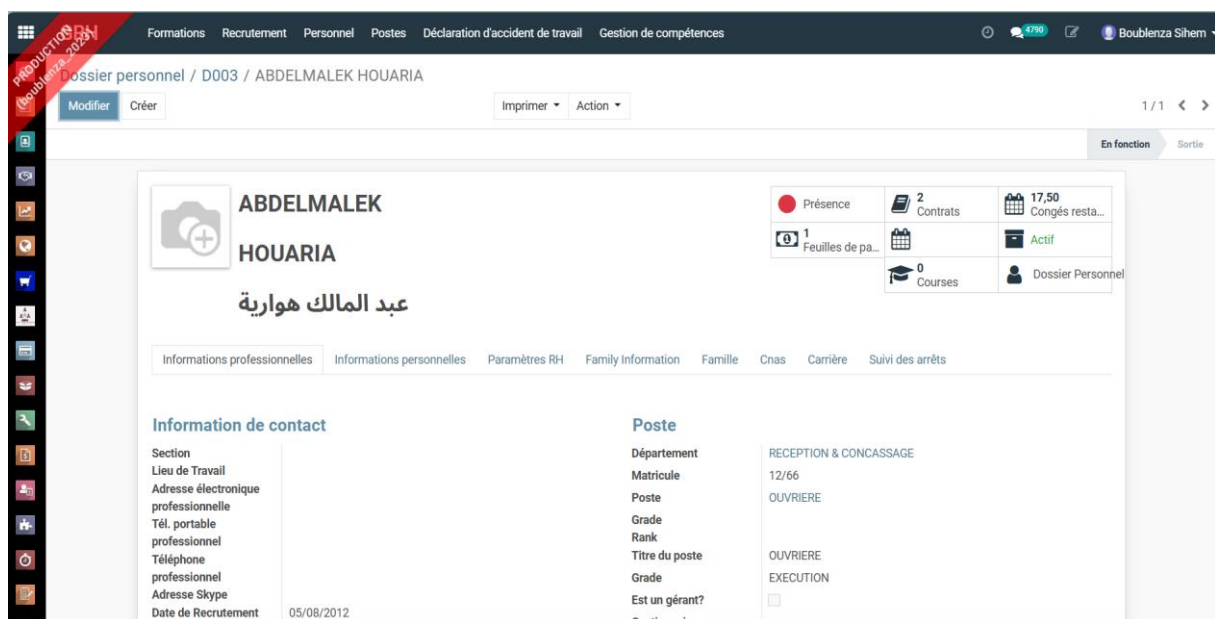 PRODUCTION
(boublenza_2023)
GRH
Formations Recrutement Personnel Postes Déclaration d'accident de travail Gestion de compétences
4790
Boublenza Sihem
Dossier personnel / D003 / ABDELMALEK HOUARIA
Modifier Créer
Imprimer Action
1 / 1
En fonction Sortie
ABDELMALEK
HOUARIA
عبد المالك هوارية
Présence
2
Contrats
17,50
Congés resta...
1
Feuilles de pa...
Actif
0
Courses
Dossier Personnel
Informations professionnelles Informations personnelles Paramètres RH Family Information Famille Cnas Carrière Suivi des arrêts
Information de contact
Section
Lieu de Travail
Adresse électronique
professionnelle
Tél. portable
professionnel
Téléphone
professionnel
Adresse Skype
Date de Recrutement 05/08/2012
Poste
Département RECEPTION & CONCASSAGE
Matricule 12/66
Poste OUVRIERE
Grade
Rank
Titre du poste OUVRIERE
Grade EXECUTION
Est un gérant?